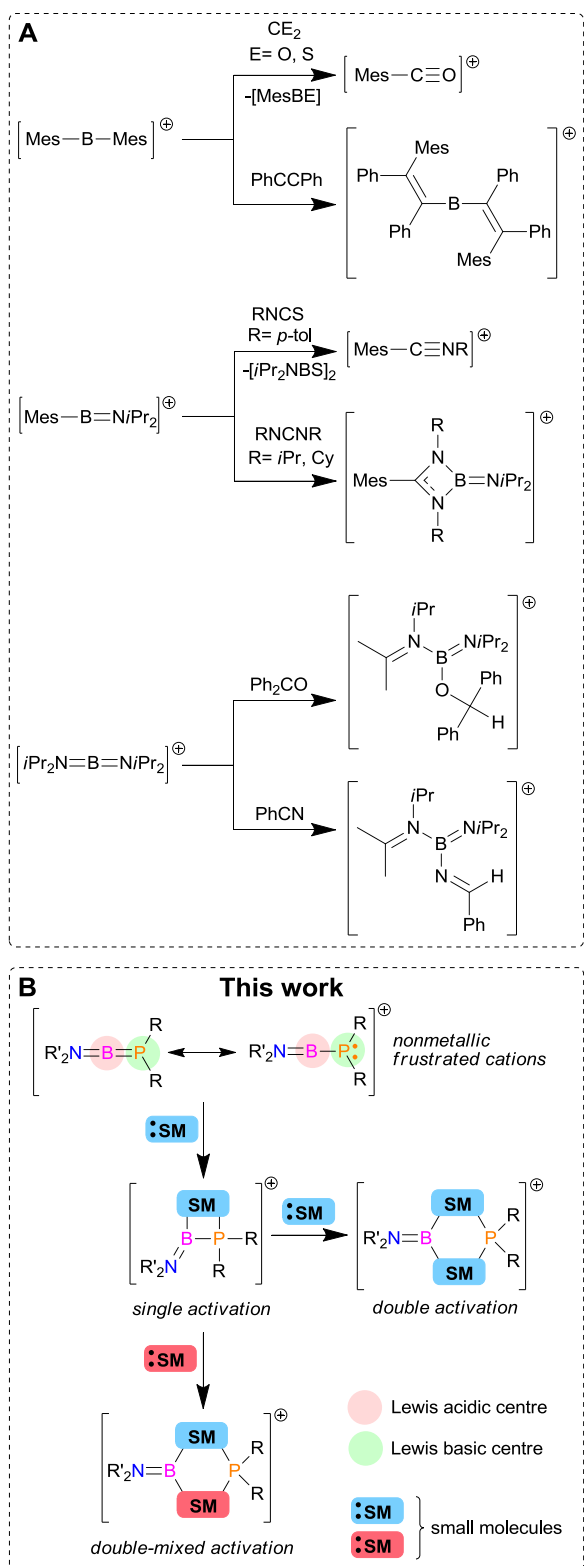 A
CE2
E= O, S
-[MesBE]
[Mes—B—Mes]⊕
[Mes—C≡O]⊕
PhCCPh
⊕
Mes
Ph
Ph
B
Ph
Ph
Mes
RNCS
R= p-tol
-[iPr2NBS]2
[Mes—B=NiPr2]⊕
[Mes—C≡NR]⊕
RNCNR
R= iPr, Cy
⊕
R
N
Mes
B=NiPr2
N
R
⊕
iPr
N
NiPr2
B
O
Ph
H
Ph
Ph2CO
[iPr2N=B=NiPr2]⊕
PhCN
⊕
iPr
N
NiPr2
B
N
H
Ph
B
This work
⊕
R
R'2N=B=P
R
R
R'2N=B—P:
R
nonmetallic
frustrated cations
:SM
⊕
SM
B—P—R
R'2N
R
single activation
:SM
⊕
SM
R
R'2N=B
P
R
SM
double activation
:SM
⊕
SM
R
R'2N=B
P
R
SM
double-mixed activation
Lewis acidic centre
Lewis basic centre
:SM
:SM
small molecules